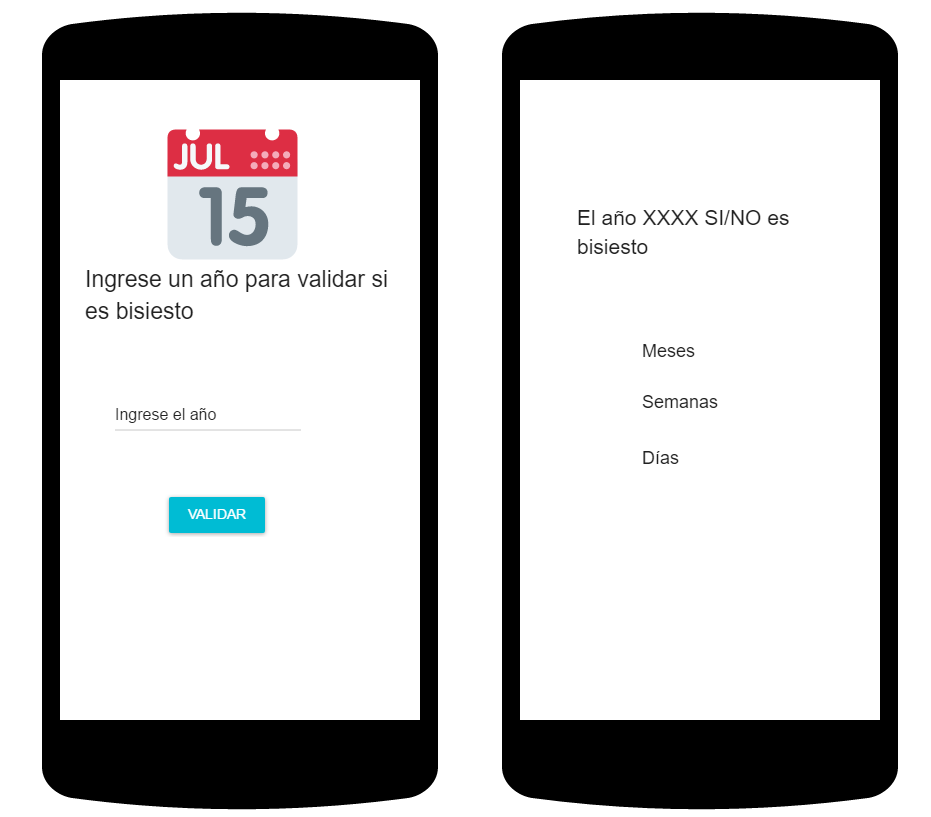 JUL
15
Ingrese un año para validar si
es bisiesto
Ingrese el año
VALIDAR
El año XXXX SI/NO es
bisiesto
Meses
Semanas
Días